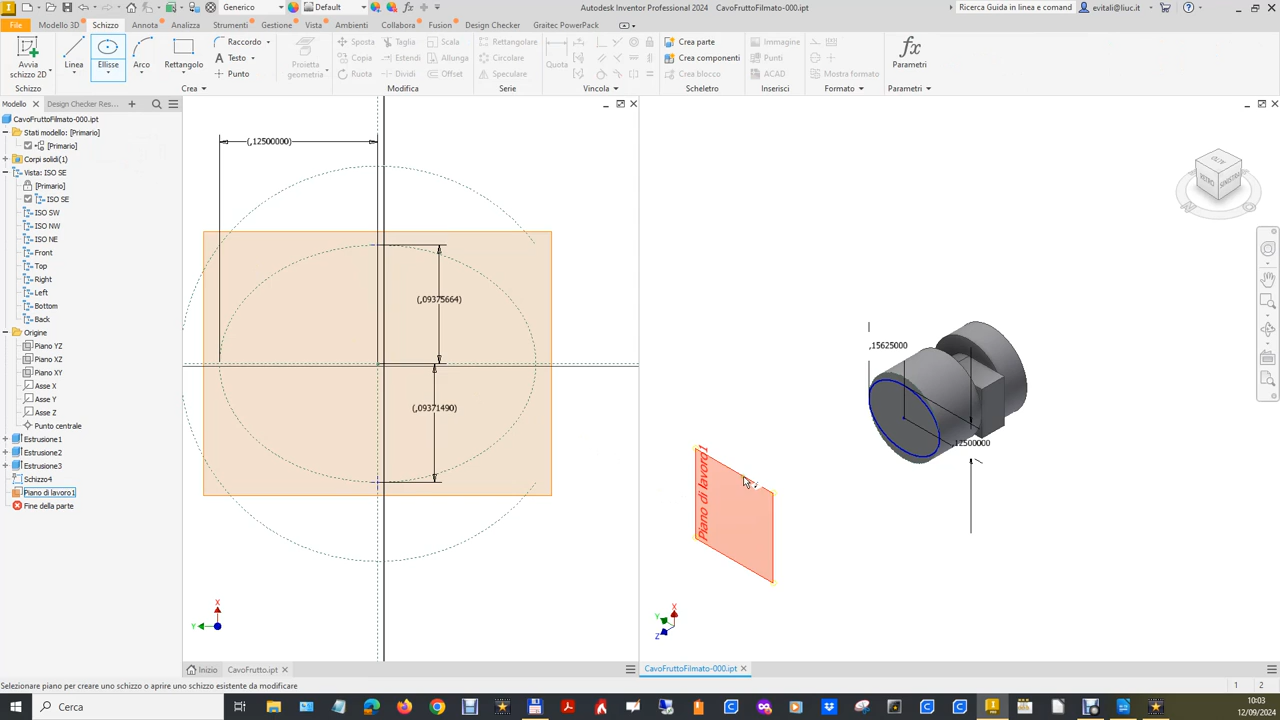 Generico
Default
Autodesk Inventor Professional 2024 CavoFruttoFilmato-000.ipt
Ricerca Guida in linea e comand
evitali@liuc.it
File
Modello 3D
Schizzo
Annota
Analizza
Strumenti
Gestione
Vista
Ambienti
Collabora
Fusion
Design Checker
Graitec PowerPack
Avvia
schizzo 2D
Linea
Ellisse
Arco
Rettangolo
Raccordo
Testo
Punto
Proietta
geometria
Sposta
Copia
Ruota
Taglia
Estendi
Dividi
Scala
Allunga
Offset
Rettangolare
Circolare
Speculare
Quota
Crea parte
Crea componenti
Crea blocco
Immagine
Punti
ACAD
Mostra formato
fx
Parametri
Schizzo
Crea
Modifica
Serie
Vincola
Scheletro
Inserisci
Formato
Parametri
Modello
Design Checker Res...
CavoFruttoFilmato-000.ipt
Stati modello: [Primario]
[Primario]
Corpi solidi(1)
Vista: ISO SE
[Primario]
ISO SE
ISO SW
ISO NW
ISO NE
Front
Top
Right
Left
Bottom
Back
Origine
Piano YZ
Piano XZ
Piano XY
Asse X
Asse Y
Asse Z
Punto centrale
Estrusione1
Estrusione2
Estrusione3
Schizzo4
Piano di lavoro1
Fine della parte
(,12500000)
(,09375664)
(,09371490)
X
Y
,15625000
,12500000
Piano di lavoro1
X
Y
Z
Inizio
CavoFrutto.ipt
CavoFruttoFilmato-000.ipt
Selezionare piano per creare uno schizzo o aprire uno schizzo esistente da modificare
1
2
Cerca
10:03
12/09/2024